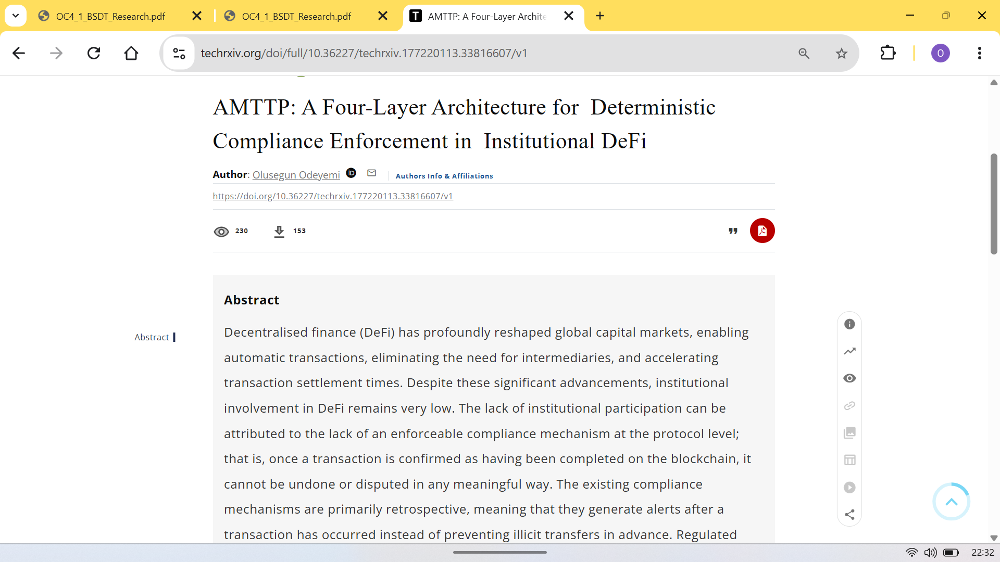 OC4_1_BSDT_Research.pdf
OC4_1_BSDT_Research.pdf
T
AMTTP: A Four-Layer Archite
techrxiv.org/doi/full/10.36227/techrxiv.177220113.33816607/v1
O
AMTTP: A Four-Layer Architecture for Deterministic
Compliance Enforcement in Institutional DeFi
Author: Olusegun Odeyemi iD Authors Info & Affiliations
https://doi.org/10.36227/techrxiv.177220113.33816607/v1
230 153
Abstract
Abstract
Decentralised finance (DeFi) has profoundly reshaped global capital markets, enabling
automatic transactions, eliminating the need for intermediaries, and accelerating
transaction settlement times. Despite these significant advancements, institutional
involvement in DeFi remains very low. The lack of institutional participation can be
attributed to the lack of an enforceable compliance mechanism at the protocol level;
that is, once a transaction is confirmed as having been completed on the blockchain, it
cannot be undone or disputed in any meaningful way. The existing compliance
mechanisms are primarily retrospective, meaning that they generate alerts after a
transaction has occurred instead of preventing illicit transfers in advance. Regulated
22:32